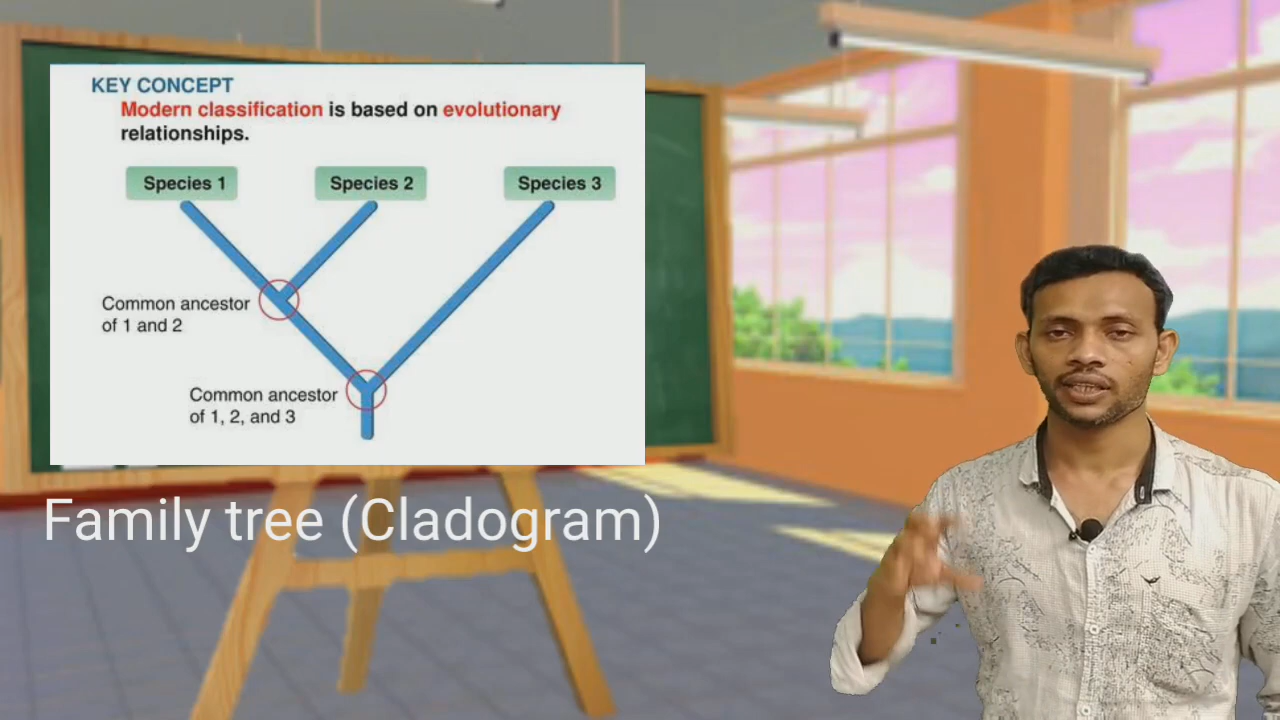 KEY CONCEPT
Modern classification is based on evolutionary
relationships.
Species 1
Species 2
Species 3
Common ancestor
of 1 and 2
Common ancestor
of 1, 2, and 3
Family tree (Cladogram)